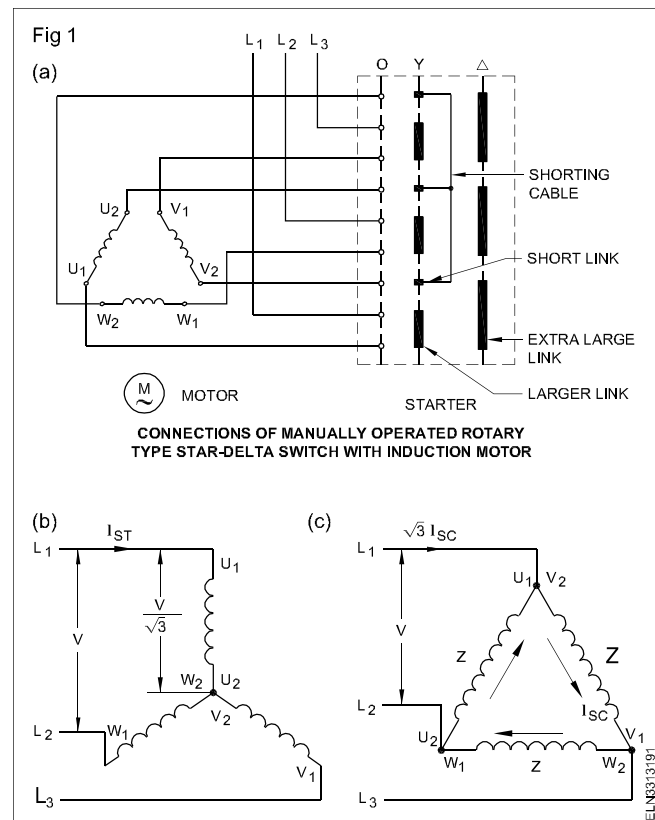 Fig 1
(a)
L1 L2 L3
O Y △
U2 V1
U1 V2
W2 W1
SHORTING
CABLE
SHORT LINK
EXTRA LARGE
LINK
LARGER LINK
M
~
MOTOR
STARTER
CONNECTIONS OF MANUALLY OPERATED ROTARY
TYPE STAR-DELTA SWITCH WITH INDUCTION MOTOR
(b)
IST
L1
U1
V
V
√3
W2 U2
V2
L2
W1
V1
L3
(c)
√3 ISC
L1
U1 V2
V
Z Z
ISC
L2
U2 V1
W1 Z W2
L3
ELN3313191